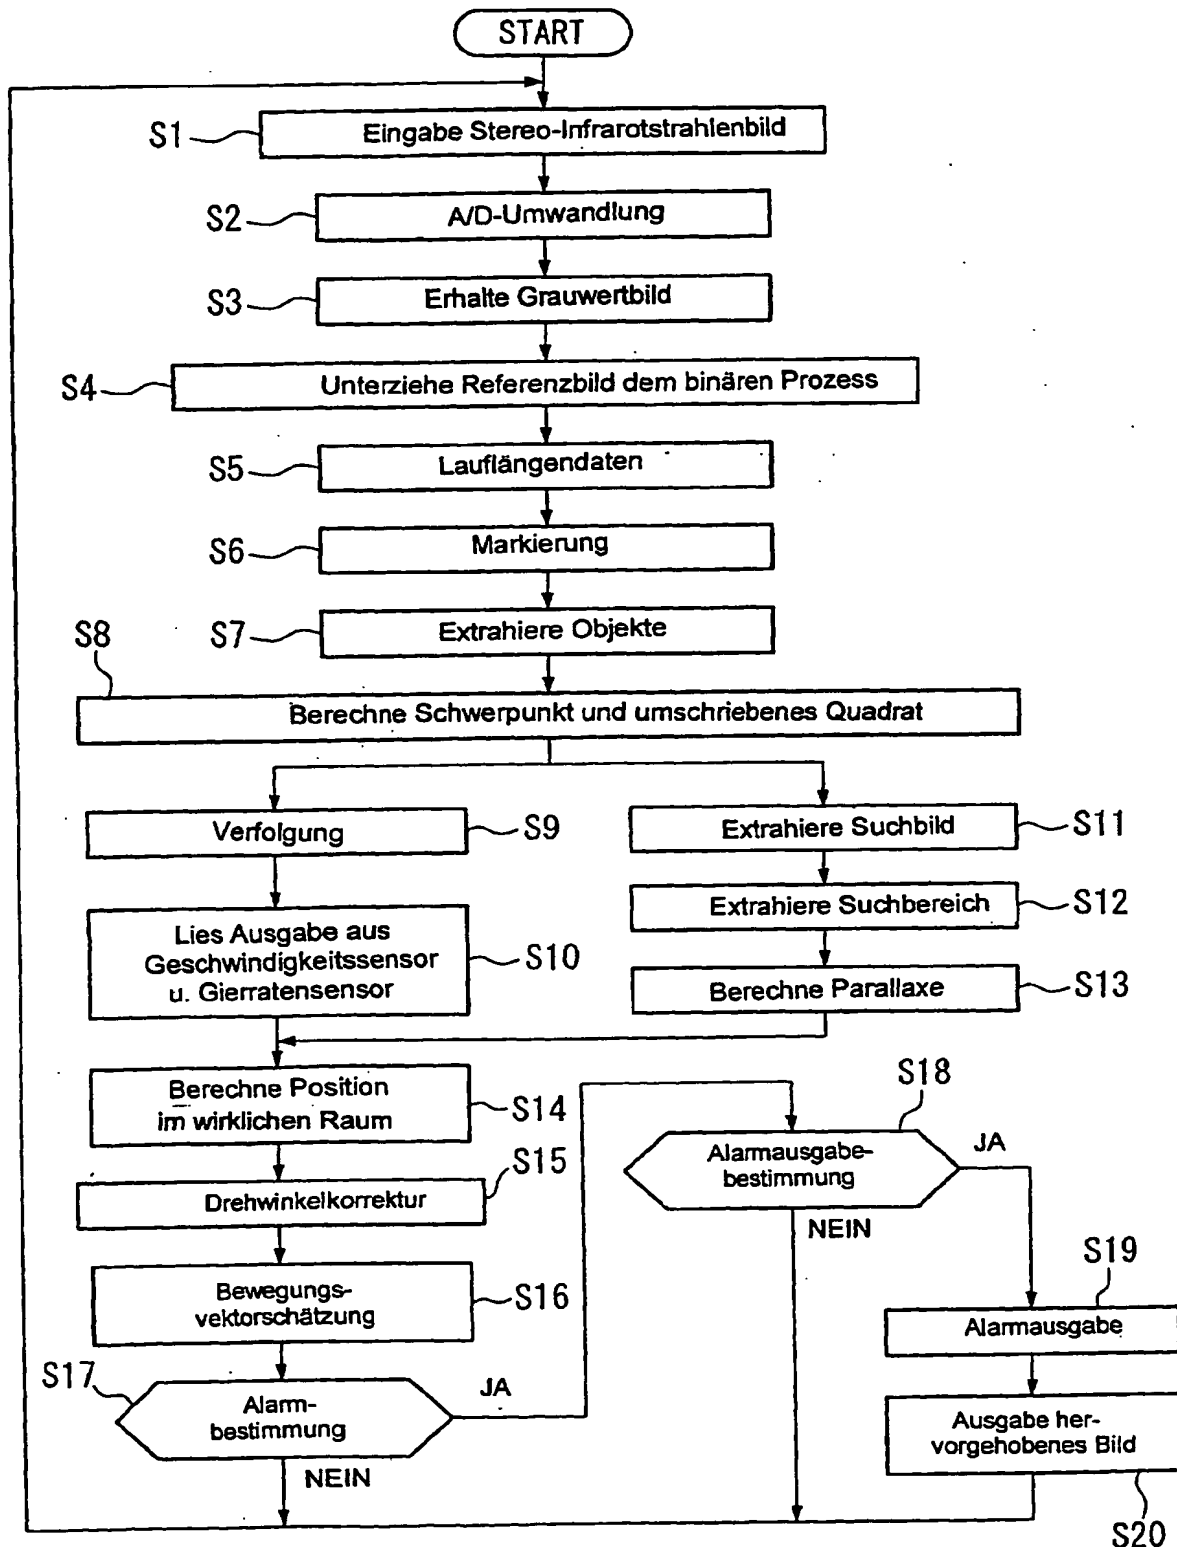 START
S1
Eingabe Stereo-Infrarotstrahlenbild
S2
A/D-Umwandlung
S3
Erhalte Grauwertbild
S4
Unterziehe Referenzbild dem binären Prozess
S5
Lauflängendaten
S6
Markierung
S7
Extrahiere Objekte
S8
Berechne Schwerpunkt und umschriebenes Quadrat
Verfolgung
S9
Lies Ausgabe aus
Geschwindigkeitssensor
u. Gierratensensor
S10
Extrahiere Suchbild
S11
Extrahiere Suchbereich
S12
Berechne Parallaxe
S13
Berechne Position
im wirklichen Raum
S14
S15
Drehwinkelkorrektur
Bewegungs-
vektorschätzung
S16
S17
Alarm-
bestimmung
JA
NEIN
S18
Alarmausgabe-
bestimmung
JA
NEIN
S19
Alarmausgabe
Ausgabe her-
vorgehobenes Bild
S20